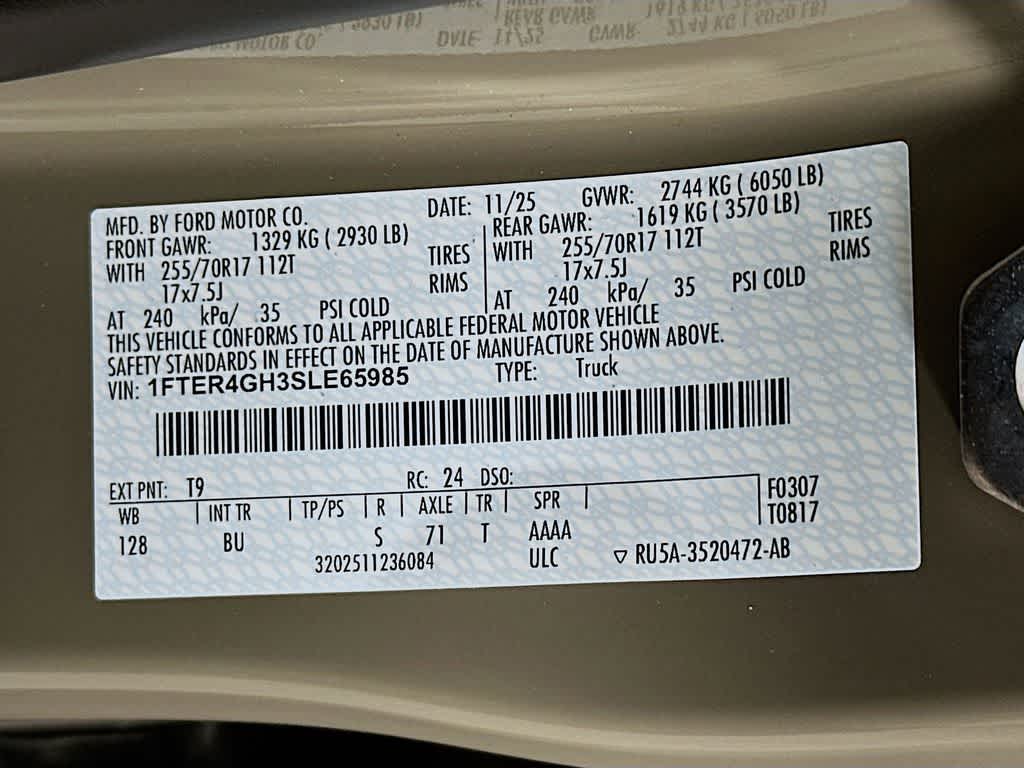 MFD. BY FORD MOTOR CO. DATE: 11/25 GVWR: 2744 KG ( 6050 LB)
FRONT GAWR: 1329 KG ( 2930 LB) REAR GAWR: 1619 KG ( 3570 LB)
WITH 255/70R17 112T TIRES WITH 255/70R17 112T TIRES
17x7.5J RIMS 17x7.5J RIMS
AT 240 kPa/ 35 PSI COLD AT 240 kPa/ 35 PSI COLD
THIS VEHICLE CONFORMS TO ALL APPLICABLE FEDERAL MOTOR VEHICLE
SAFETY STANDARDS IN EFFECT ON THE DATE OF MANUFACTURE SHOWN ABOVE.
VIN: 1FTER4GH3SLE65985 TYPE: Truck
EXT PNT: T9 RC: 24 DSO:
WB INT TR TP/PS R AXLE TR SPR F0307
128 BU S 71 T AAAA T0817
3202511236084 ULC ▽ RU5A-3520472-AB